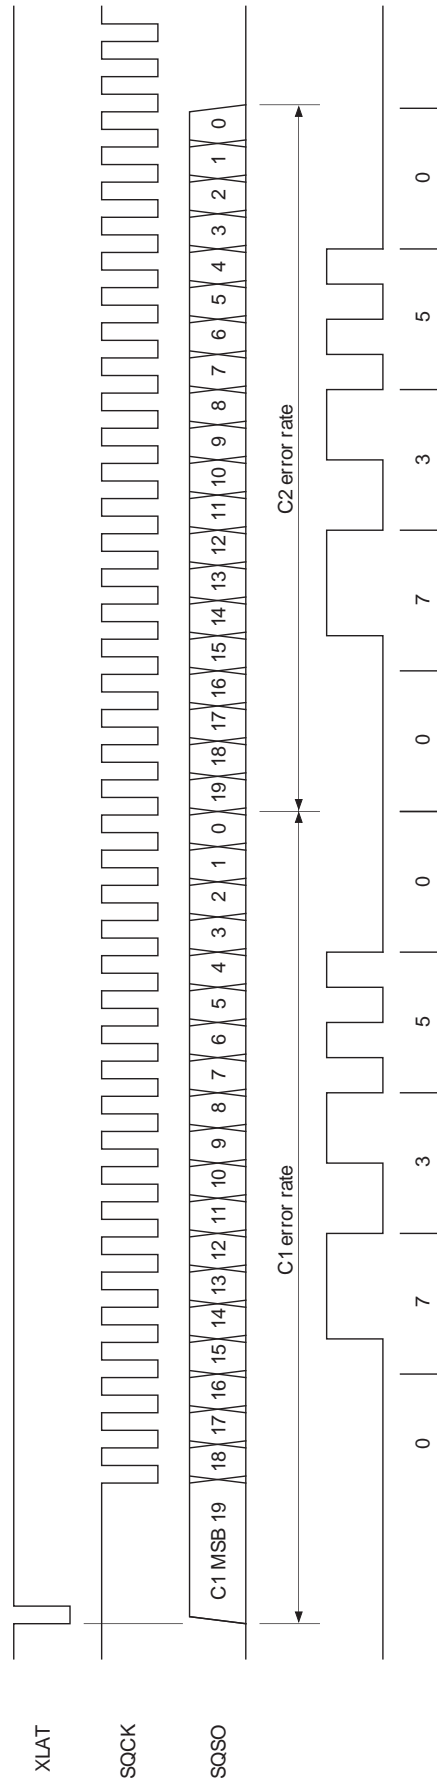 XLAT
SQCK
SQSO
C1 MSB 19 18 17 16 15 14 13 12 11 10 9 8 7 6 5 4 3 2 1 0 19 18 17 16 15 14 13 12 11 10 9 8 7 6 5 4 3 2 1 0
C1 error rate
C2 error rate
0 7 3 5 0 0 7 3 5 0